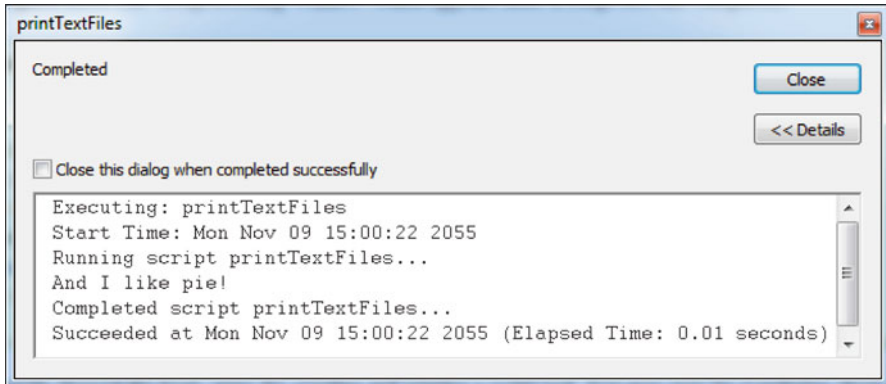 printTextFiles
Completed
Close
<< Details
Close this dialog when completed successfully
Executing: printTextFiles
Start Time: Mon Nov 09 15:00:22 2055
Running script printTextFiles...
And I like pie!
Completed script printTextFiles...
Succeeded at Mon Nov 09 15:00:22 2055 (Elapsed Time: 0.01 seconds)